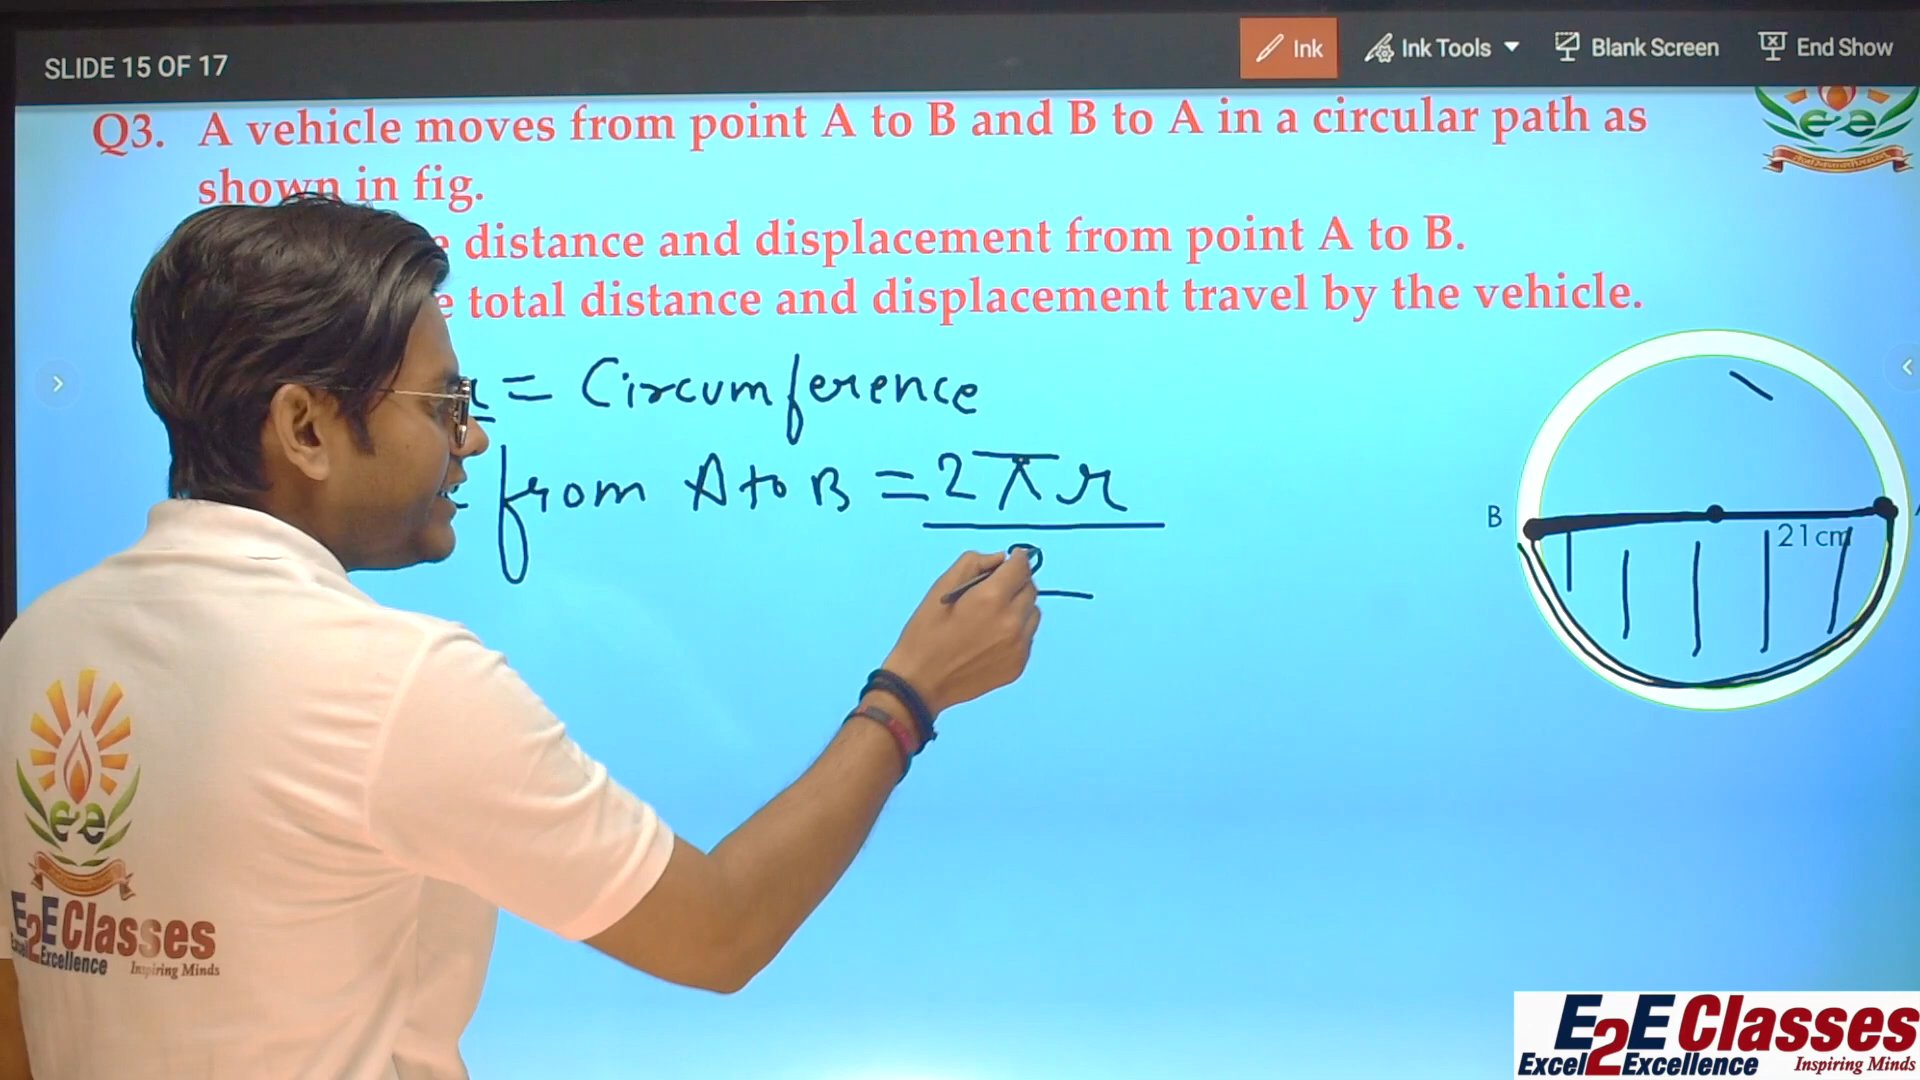 SLIDE 15 OF 17
Ink
Ink Tools
Blank Screen
End Show
Q3. A vehicle moves from point A to B and B to A in a circular path as
shown in fig.
distance and displacement from point A to B.
total distance and displacement travel by the vehicle.
= Circumference
from A to B = 2πr
2
B
21cm
e2e
E2E Classes
Excel 2 Excellence Inspiring Minds
E2E Classes
Excel 2 Excellence Inspiring Minds